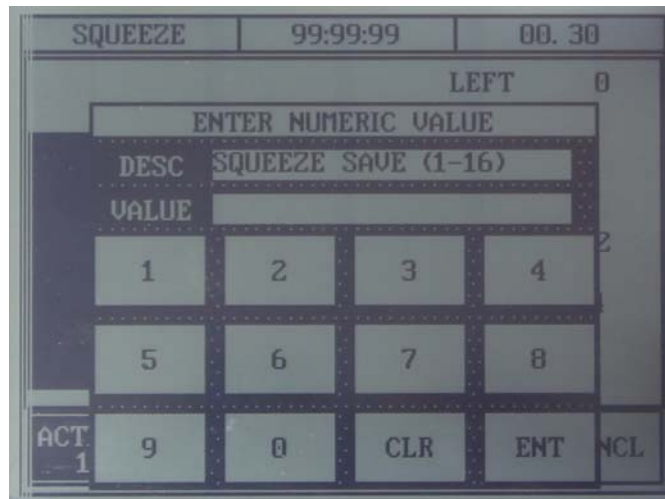 SQUEEZE 99:99:99 00.30
LEFT 0
ENTER NUMERIC VALUE
DESC SQUEEZE SAVE (1-16)
VALUE
1 2 3 4
2
5 6 7 8
ACT 9 0 CLR ENT NCL
1